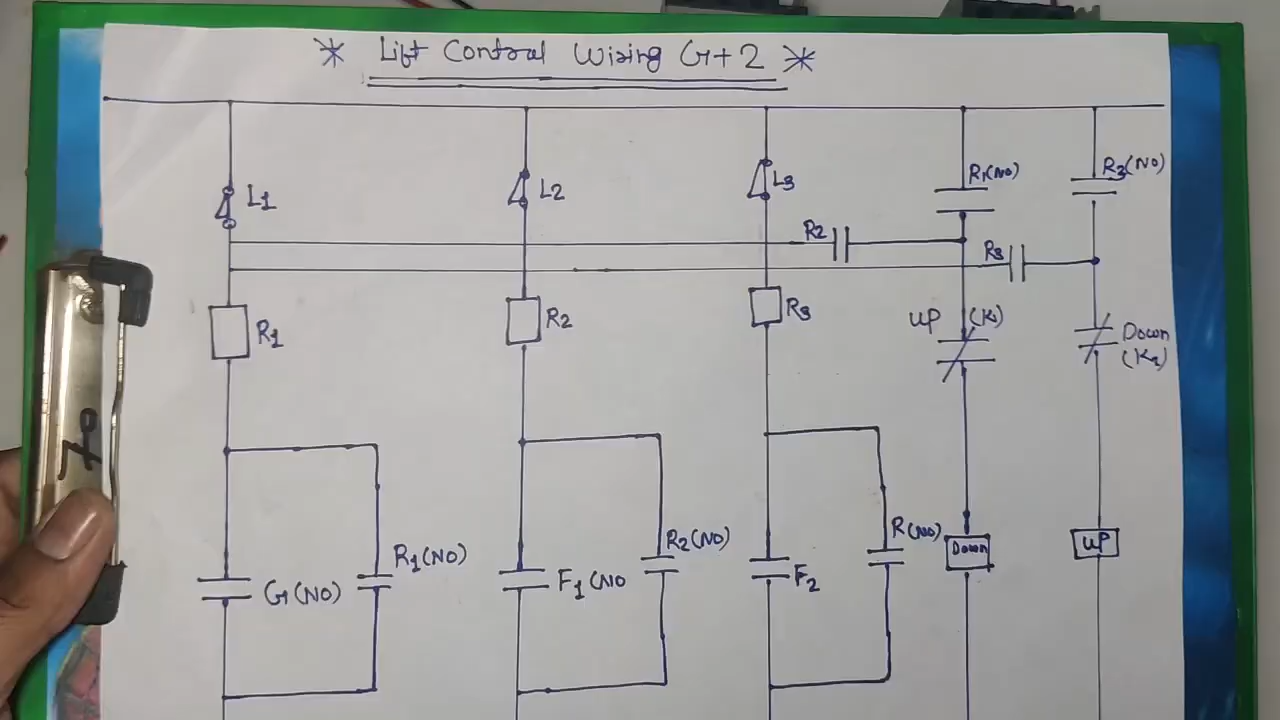 * Lift Control Wiring G+2 *
L1
L2
L3
R1(NO)
R3(NO)
R2
R3
R1
R2
R3
UP (K1)
Down
(K2)
R1(NO)
G(NO)
R2(NO)
F1(NO
R(NO)
F2
Down
UP